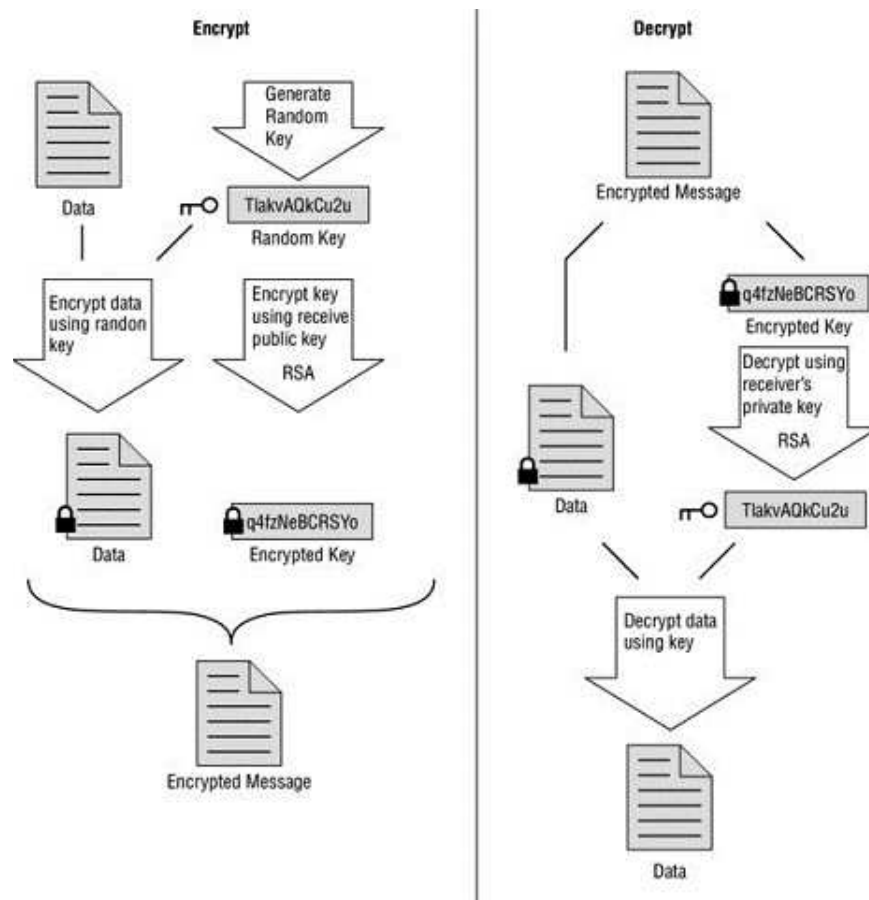 Encrypt
Generate
Random
Key
Data
TlakvAQkCu2u
Random Key
Encrypt data
using randon
key
Encrypt key
using receive
public key
RSA
Data
q4fzNeBCRSYo
Encrypted Key
Encrypted Message
Decrypt
Encrypted Message
q4fzNeBCRSYo
Encrypted Key
Decrypt using
receiver's
private key
RSA
Data
TlakvAQkCu2u
Decrypt data
using key
Data